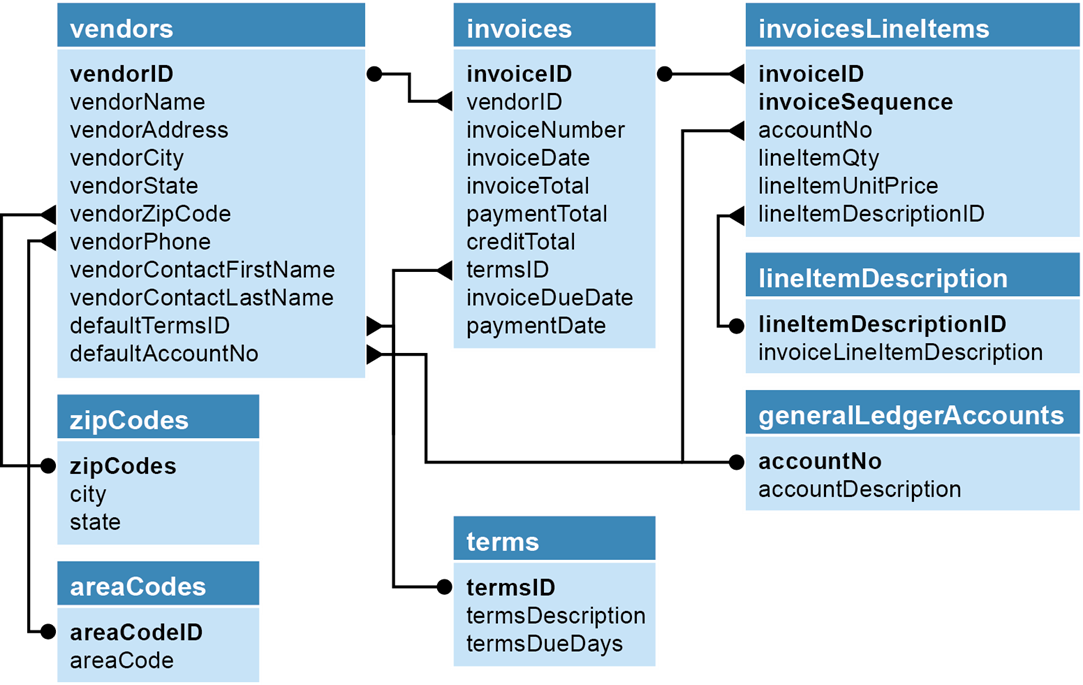 vendors
vendorID
vendorName
vendorAddress
vendorCity
vendorState
vendorZipCode
vendorPhone
vendorContactFirstName
vendorContactLastName
defaultTermsID
defaultAccountNo
zipCodes
zipCodes
city
state
areaCodes
areaCodeID
areaCode
invoices
invoiceID
vendorID
invoiceNumber
invoiceDate
invoiceTotal
paymentTotal
creditTotal
termsID
invoiceDueDate
paymentDate
terms
termsID
termsDescription
termsDueDays
invoicesLineItems
invoiceID
invoiceSequence
accountNo
lineItemQty
lineItemUnitPrice
lineItemDescriptionID
lineItemDescription
lineItemDescriptionID
invoiceLineItemDescription
generalLedgerAccounts
accountNo
accountDescription